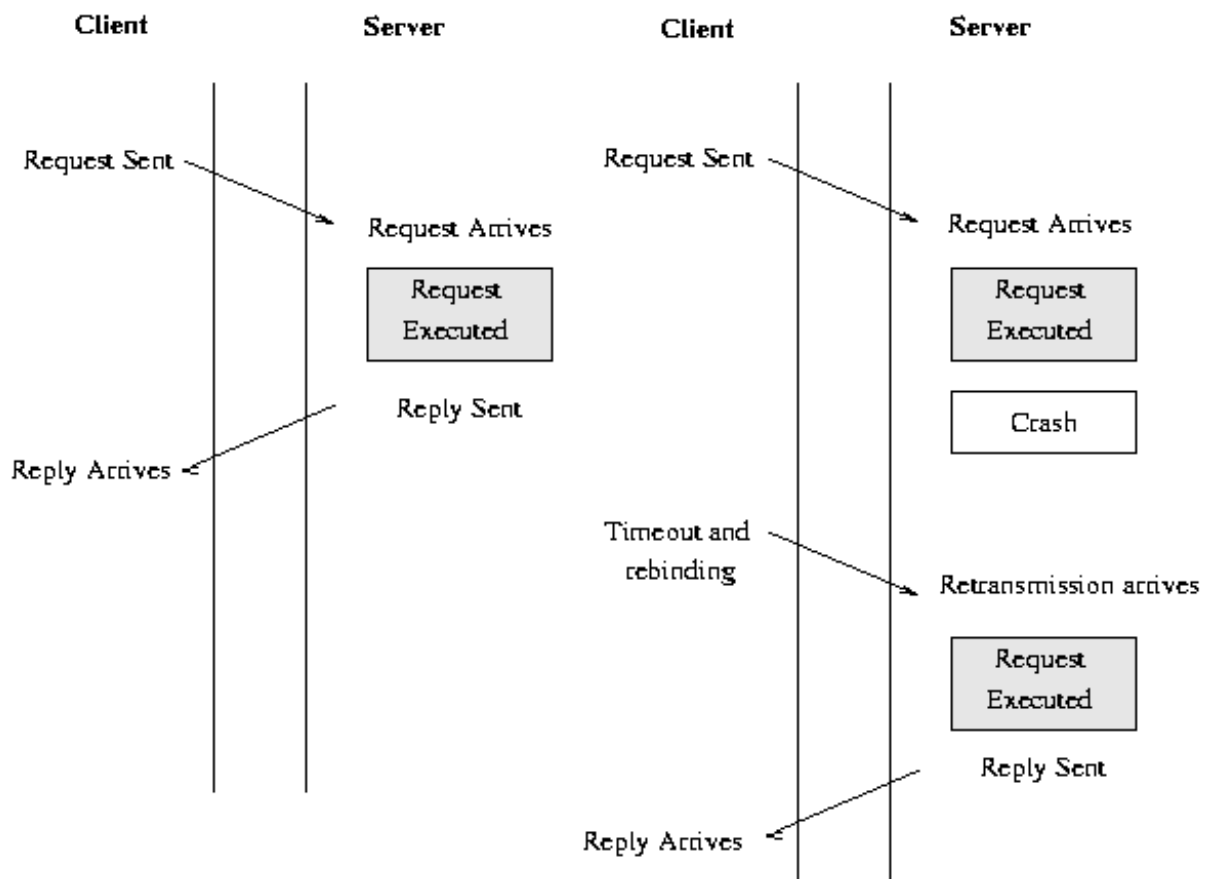 Client
Server
Request Sent
Request Arrives
Request
Executed
Reply Sent
Reply Arrives
Client
Server
Request Sent
Request Arrives
Request
Executed
Crash
Timeout and
rebinding
Retransmission arrives
Request
Executed
Reply Sent
Reply Arrives